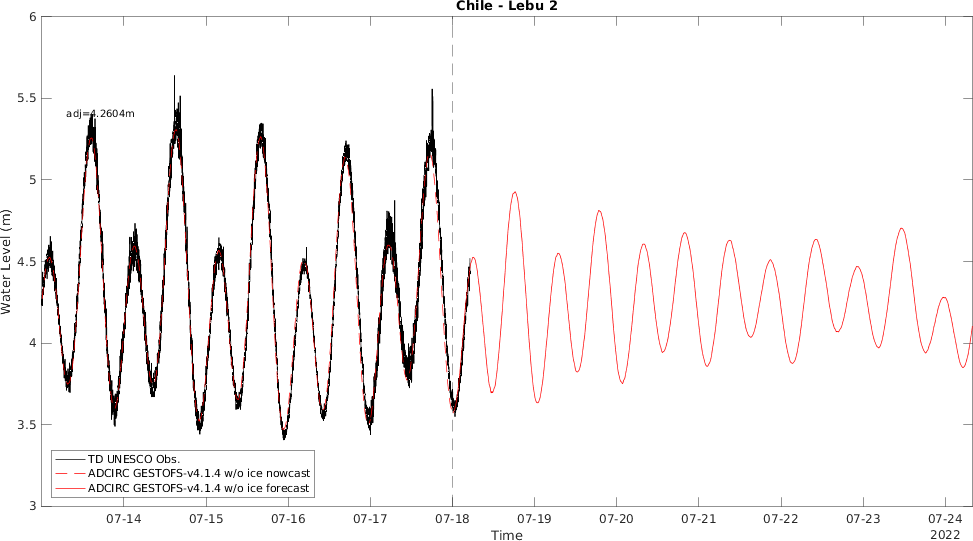 Chile - Lebu 2
6
5.5
5
4.5
4
3.5
3
Water Level (m)
adj=4.2604m
TD UNESCO Obs.
ADCIRC GESTOFS-v4.1.4 w/o ice nowcast
ADCIRC GESTOFS-v4.1.4 w/o ice forecast
07-14 07-15 07-16 07-17 07-18 07-19 07-20 07-21 07-22 07-23 07-24
Time
2022